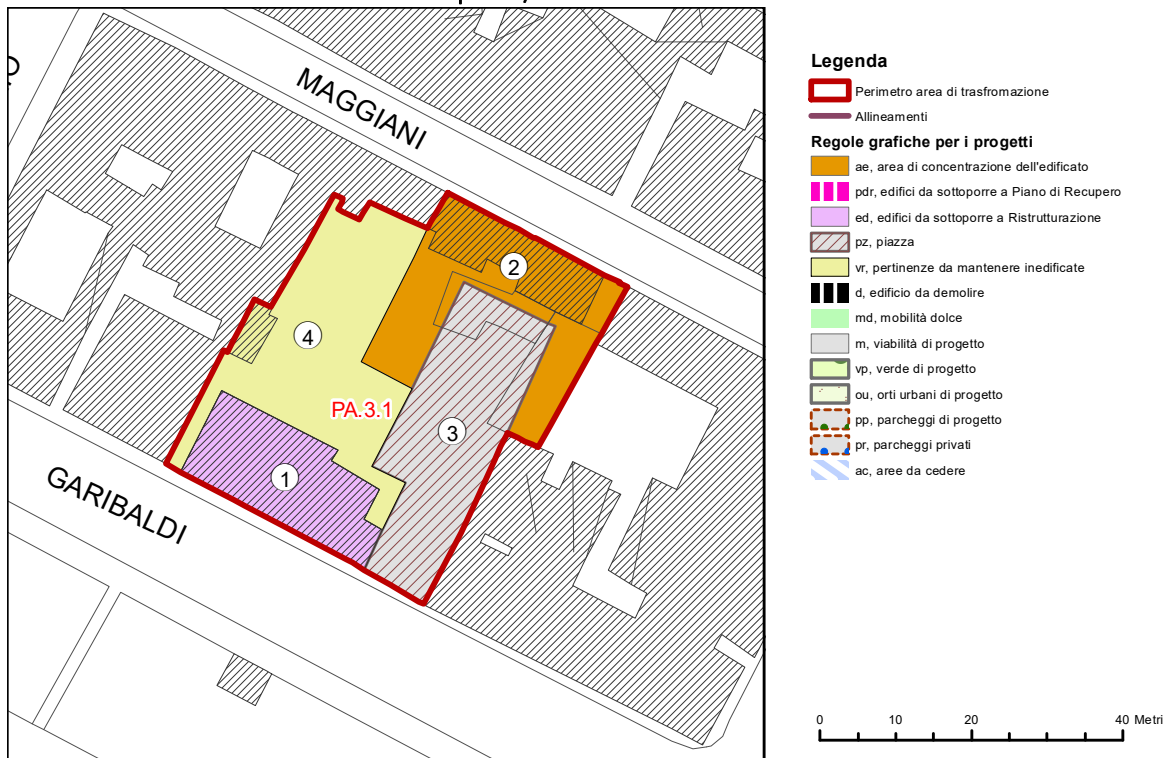 MAGGIANI
2
4
PA.3.1
3
1
GARIBALDI
Legenda
Perimetro area di trasfromazione
Allineamenti
Regole grafiche per i progetti
ae, area di concentrazione dell'edificato
pdr, edifici da sottoporre a Piano di Recupero
ed, edifici da sottoporre a Ristrutturazione
pz, piazza
vr, pertinenze da mantenere inedificate
d, edificio da demolire
md, mobilità dolce
m, viabilità di progetto
vp, verde di progetto
ou, orti urbani di progetto
pp, parcheggi di progetto
pr, parcheggi privati
ac, aree da cedere
0 10 20 40 Metri